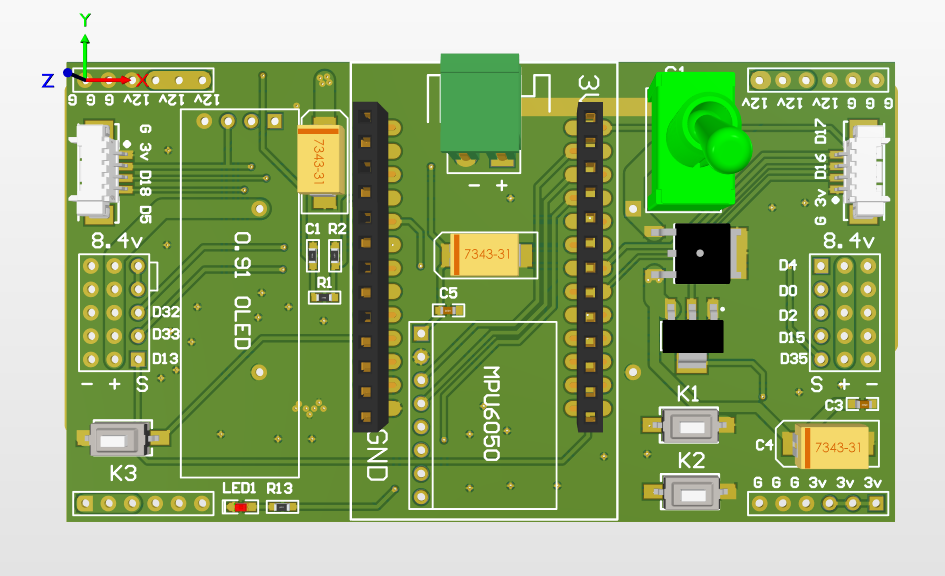 Y
Z X
G G G 12v 12v 12v
3v
12v 12v 12v G G G
G 3v D18 D5
D17 D16 3v G
7343-31
- +
8.4v
8.4v
0.91 OLED
C1 R2
7343-31
D4
D0
R1
C5
D32
D2
D33
D15
D13
D35
- + S
S + -
MPU6050
K1
C3
GND
C4
7343-31
K3
K2
LED1 R13
G G G 3v 3v 3v